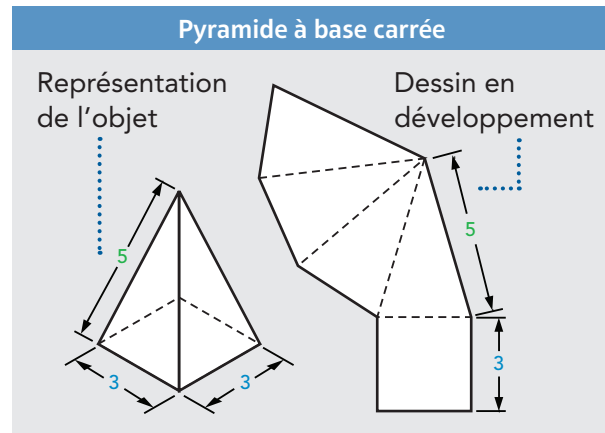 Pyramide à base carrée
Représentation
de l'objet
Dessin en
développement
5
3
3
5
3